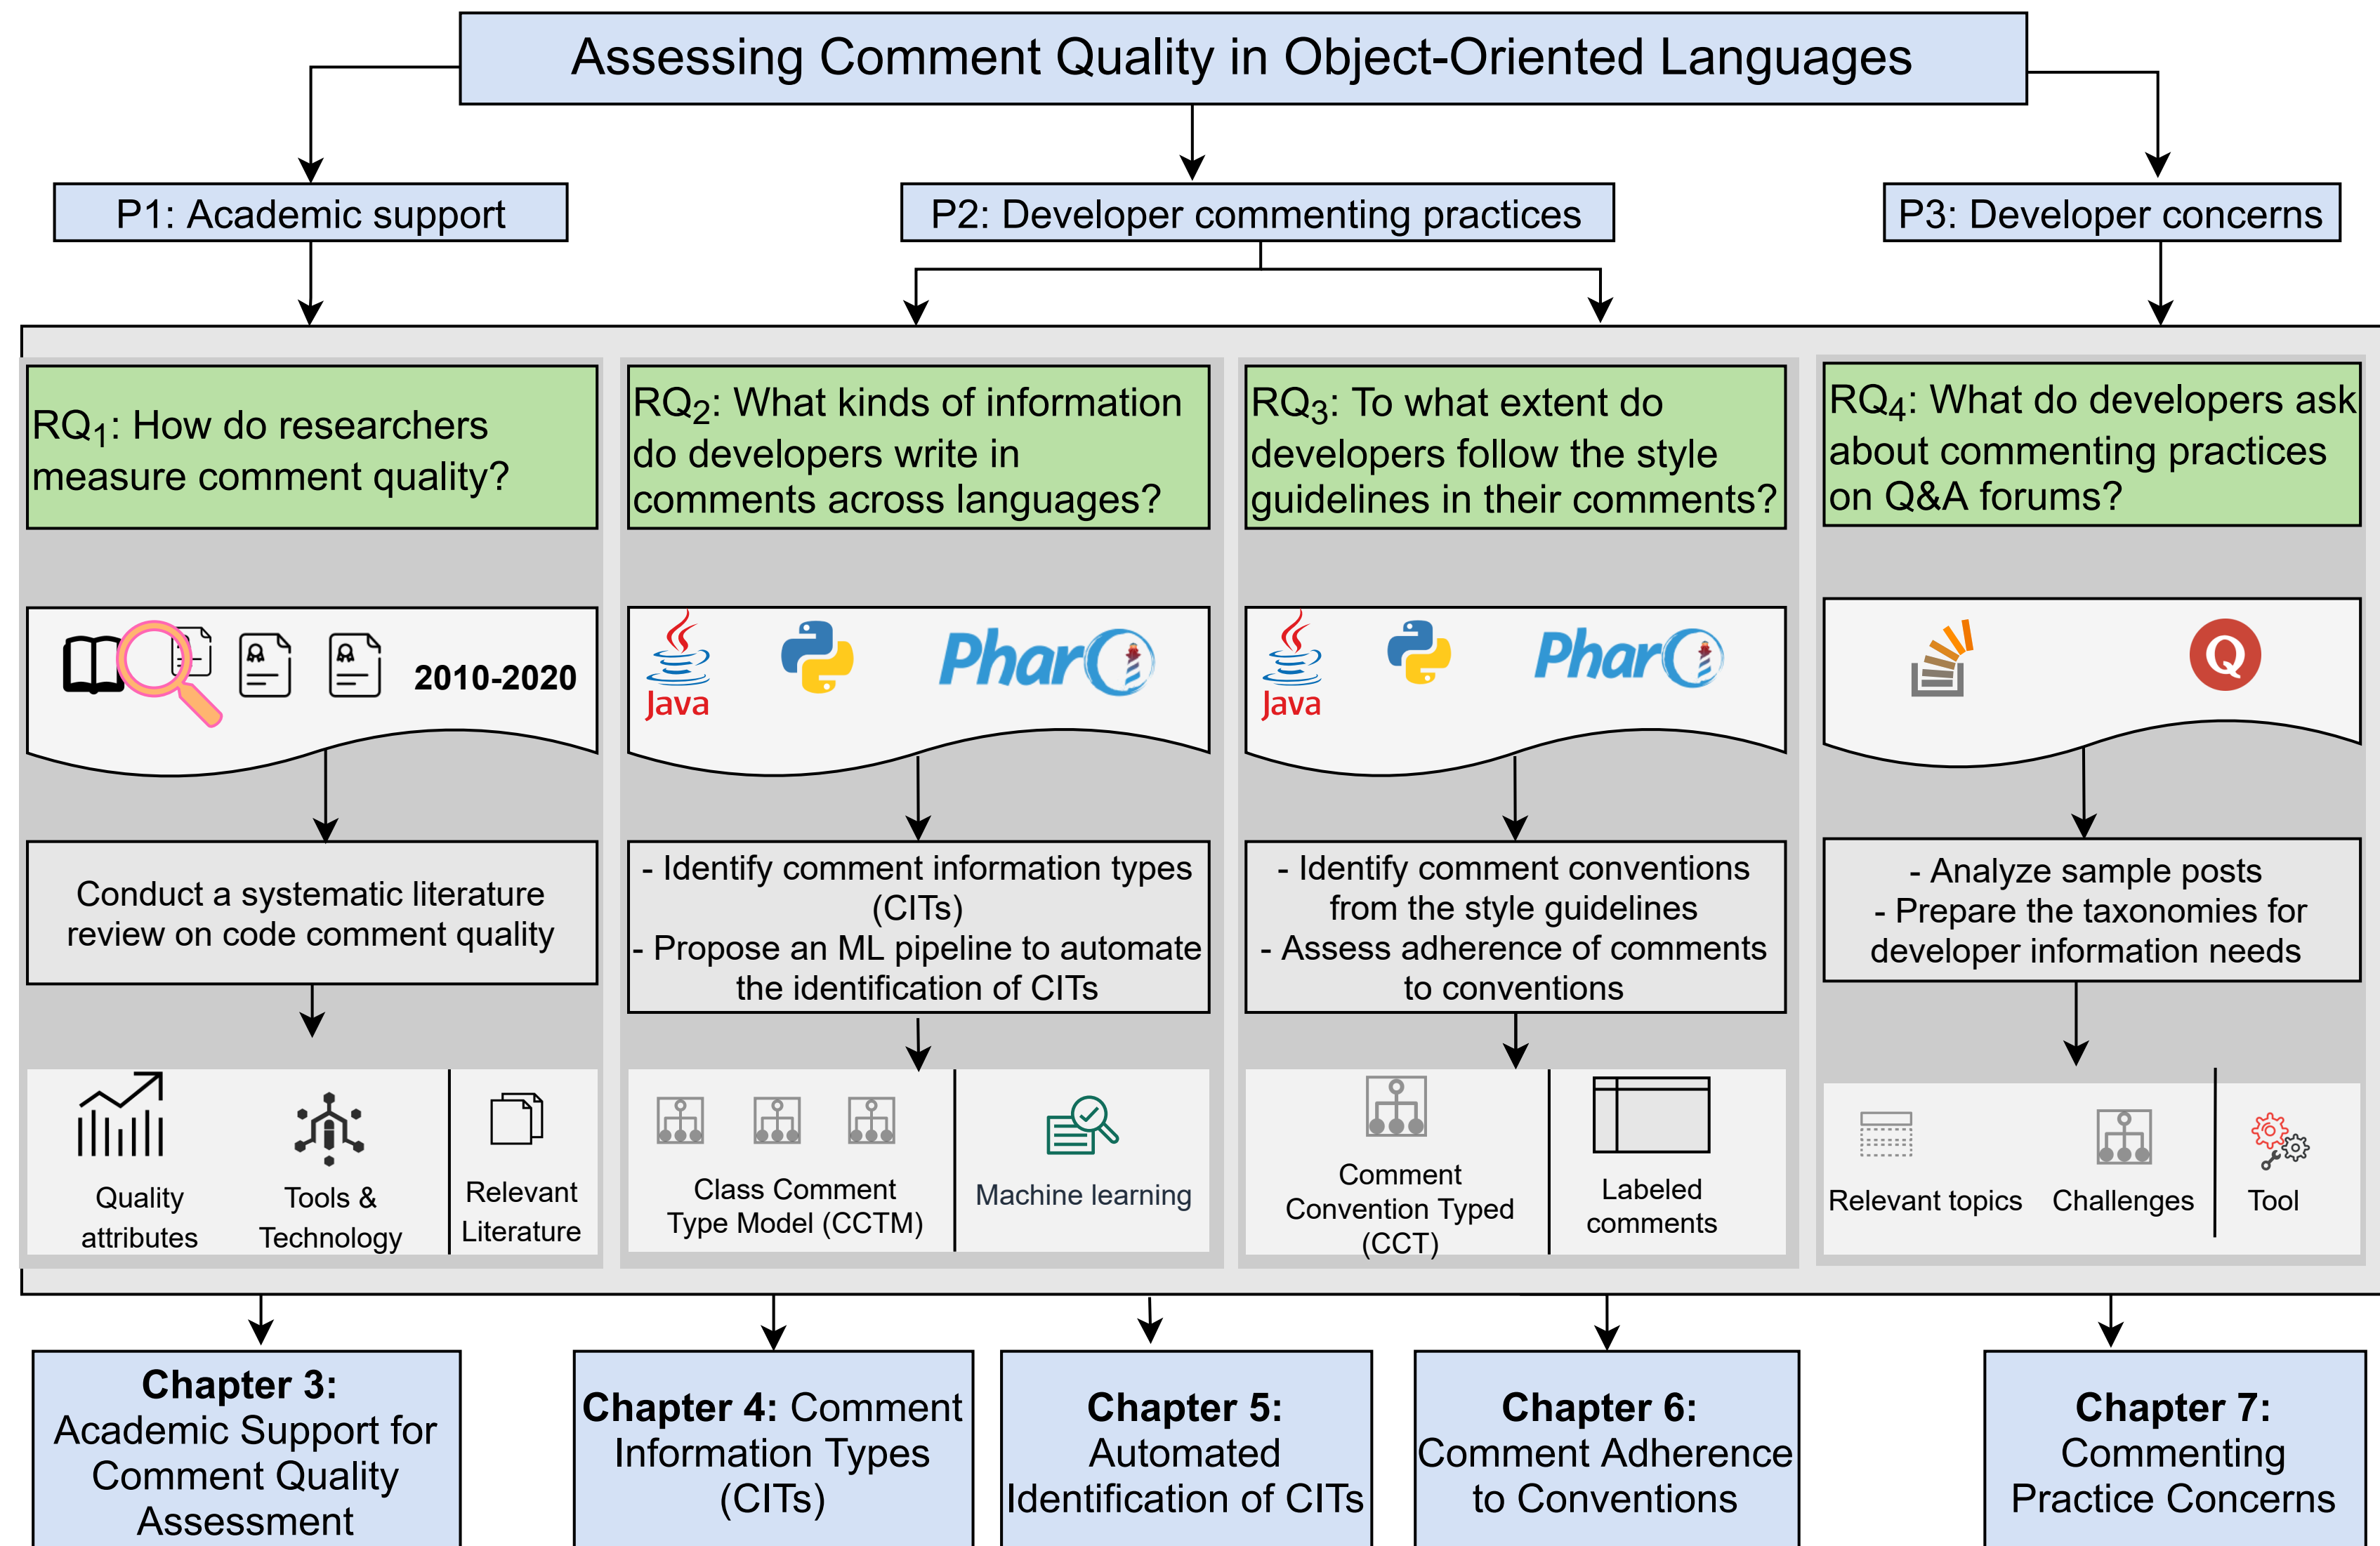 Assessing Comment Quality in Object-Oriented Languages
P1: Academic support
P2: Developer commenting practices
P3: Developer concerns
RQ1: How do researchers
measure comment quality?
RQ2: What kinds of information
do developers write in
comments across languages?
RQ3: To what extent do
developers follow the style
guidelines in their comments?
RQ4: What do developers ask
about commenting practices
on Q&A forums?
2010-2020
Java
Pharo
Java
Pharo
Q
Conduct a systematic literature
review on code comment quality
- Identify comment information types
(CITs)
- Propose an ML pipeline to automate
the identification of CITs
- Identify comment conventions
from the style guidelines
- Assess adherence of comments
to conventions
- Analyze sample posts
- Prepare the taxonomies for
developer information needs
Quality
attributes
Tools &
Technology
Relevant
Literature
Class Comment
Type Model (CCTM)
Machine learning
Comment
Convention Typed
(CCT)
Labeled
comments
Relevant topics
Challenges
Tool
Chapter 3:
Academic Support for
Comment Quality
Assessment
Chapter 4: Comment
Information Types
(CITs)
Chapter 5:
Automated
Identification of CITs
Chapter 6:
Comment Adherence
to Conventions
Chapter 7:
Commenting
Practice Concerns